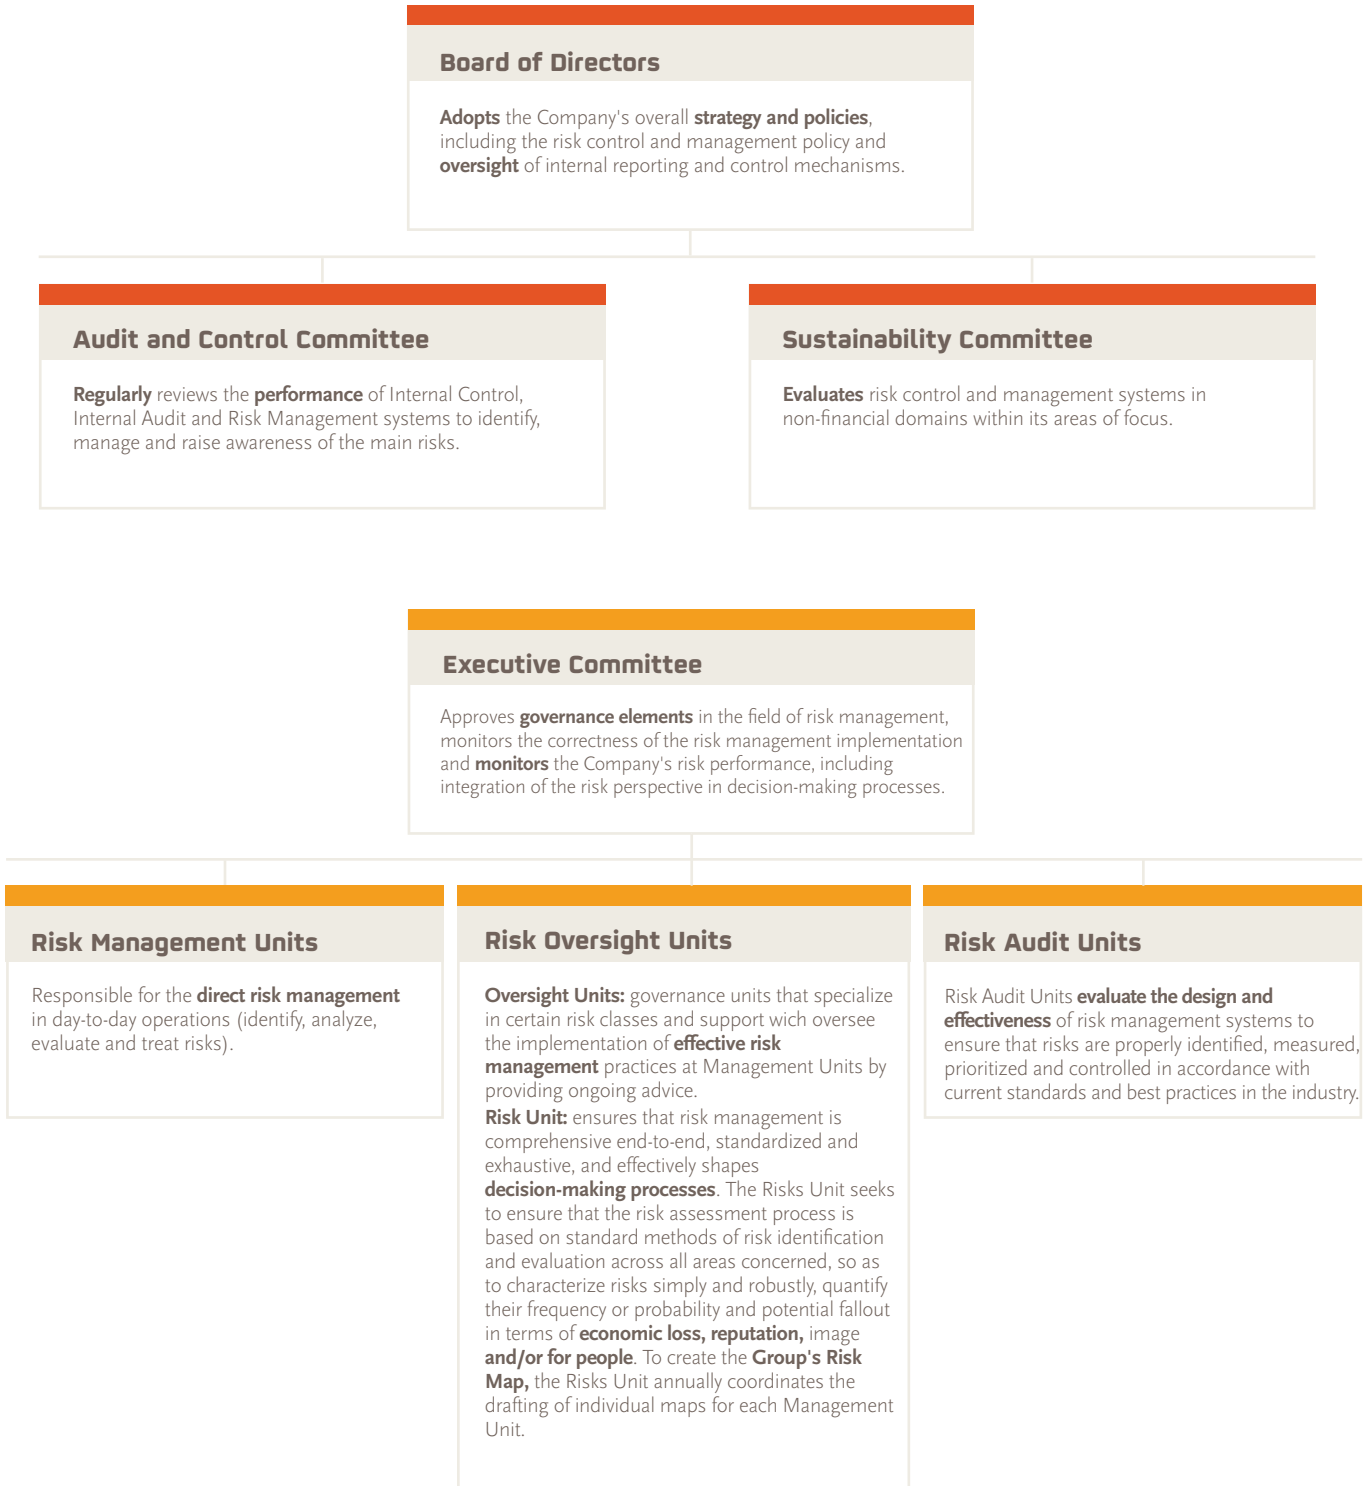 Board of Directors
Adopts the Company's overall strategy and policies,
including the risk control and management policy and
oversight of internal reporting and control mechanisms.
Audit and Control Committee
Regularly reviews the performance of Internal Control,
Internal Audit and Risk Management systems to identify,
manage and raise awareness of the main risks.
Sustainability Committee
Evaluates risk control and management systems in
non-financial domains within its areas of focus.
Executive Committee
Approves governance elements in the field of risk management,
monitors the correctness of the risk management implementation
and monitors the Company's risk performance, including
integration of the risk perspective in decision-making processes.
Risk Management Units
Responsible for the direct risk management
in day-to-day operations (identify, analyze,
evaluate and treat risks).
Risk Oversight Units
Oversight Units: governance units that specialize
in certain risk classes and support wich oversee
the implementation of effective risk
management practices at Management Units by
providing ongoing advice.
Risk Unit: ensures that risk management is
comprehensive end-to-end, standardized and
exhaustive, and effectively shapes
decision-making processes. The Risks Unit seeks
to ensure that the risk assessment process is
based on standard methods of risk identification
and evaluation across all areas concerned, so as
to characterize risks simply and robustly, quantify
their frequency or probability and potential fallout
in terms of economic loss, reputation, image
and/or for people. To create the Group's Risk
Map, the Risks Unit annually coordinates the
drafting of individual maps for each Management
Unit.
Risk Audit Units
Risk Audit Units evaluate the design and
effectiveness of risk management systems to
ensure that risks are properly identified, measured,
prioritized and controlled in accordance with
current standards and best practices in the industry.